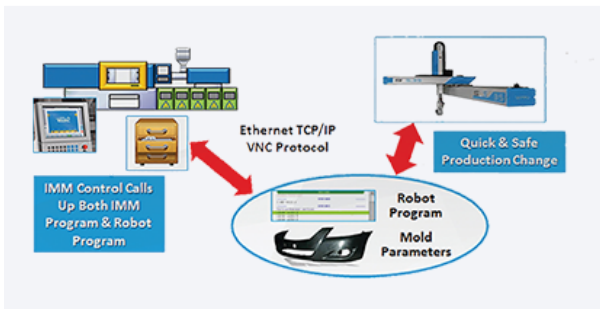 Ethernet TCP/IP
VNC Protocol
Quick & Safe
Production Change
IMM Control Calls
Up Both IMM
Program & Robot
Program
Robot
Program
Mold
Parameters